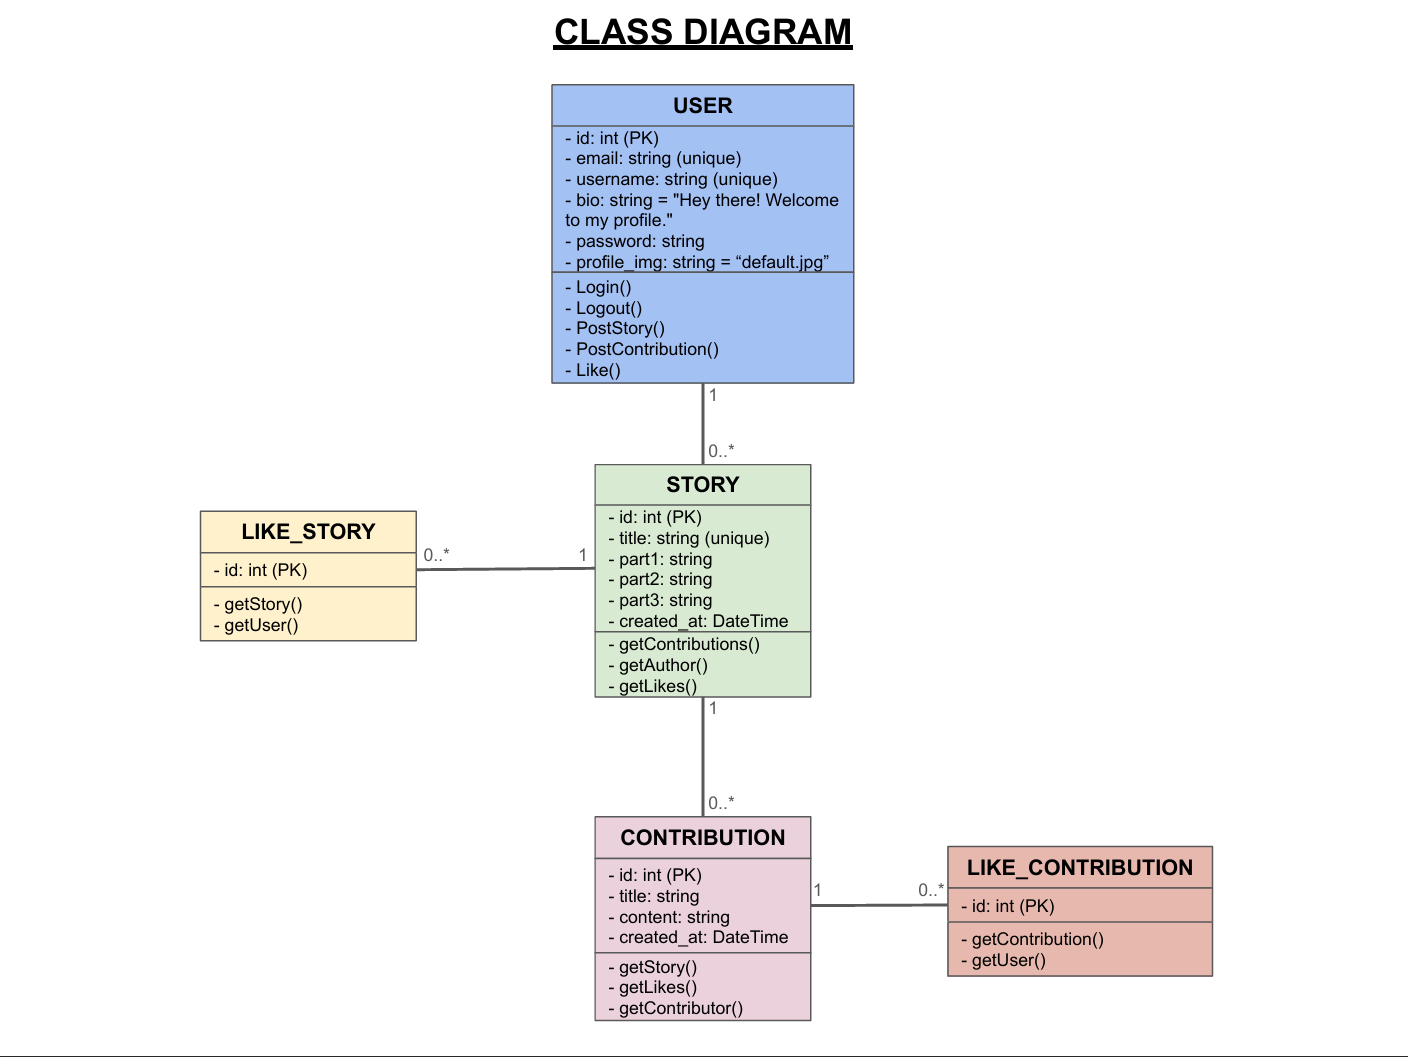 CLASS DIAGRAM
USER
- id: int (PK)
- email: string (unique)
- username: string (unique)
- bio: string = "Hey there! Welcome
to my profile."
- password: string
- profile_img: string = “default.jpg”
- Login()
- Logout()
- PostStory()
- PostContribution()
- Like()
1
0..*
STORY
- id: int (PK)
- title: string (unique)
- part1: string
- part2: string
- part3: string
- created_at: DateTime
- getContributions()
- getAuthor()
- getLikes()
LIKE_STORY
- id: int (PK)
- getStory()
- getUser()
0..*
1
1
0..*
CONTRIBUTION
- id: int (PK)
- title: string
- content: string
- created_at: DateTime
- getStory()
- getLikes()
- getContributor()
1
0..*
LIKE_CONTRIBUTION
- id: int (PK)
- getContribution()
- getUser()